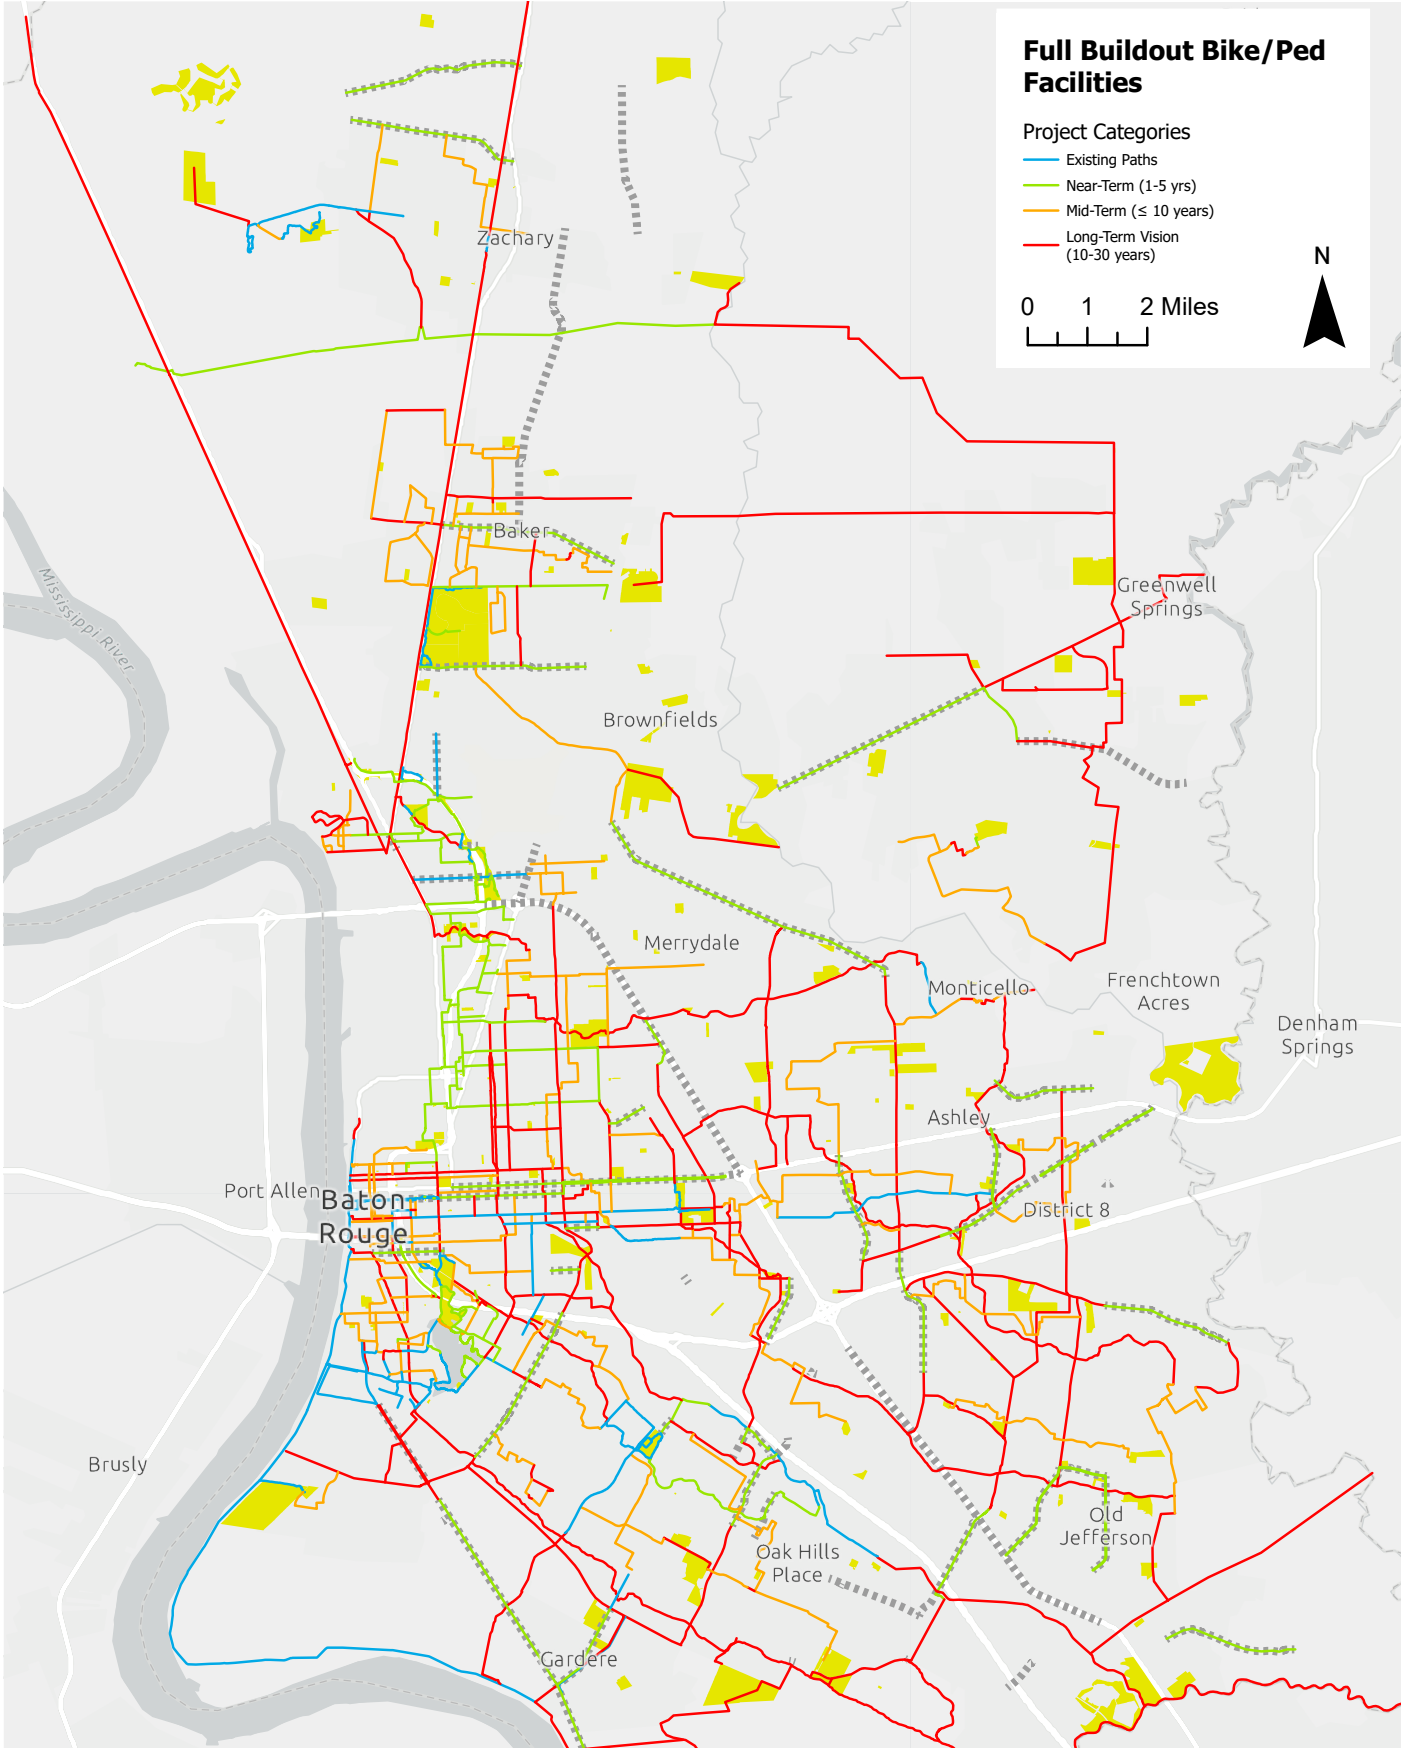 Full Buildout Bike/Ped
Facilities
Project Categories
Existing Paths
Near-Term (1-5 yrs)
Mid-Term (≤ 10 years)
Long-Term Vision
(10-30 years)
N
0 1 2 Miles
Zachary
Baker
Mississippi River
Greenwell
Springs
Brownfields
Merrydale
Monticello
Frenchtown
Acres
Denham
Springs
Ashley
Port Allen
Baton
Rouge
District 8
Brusly
Old
Jefferson
Oak Hills
Place
Gardere